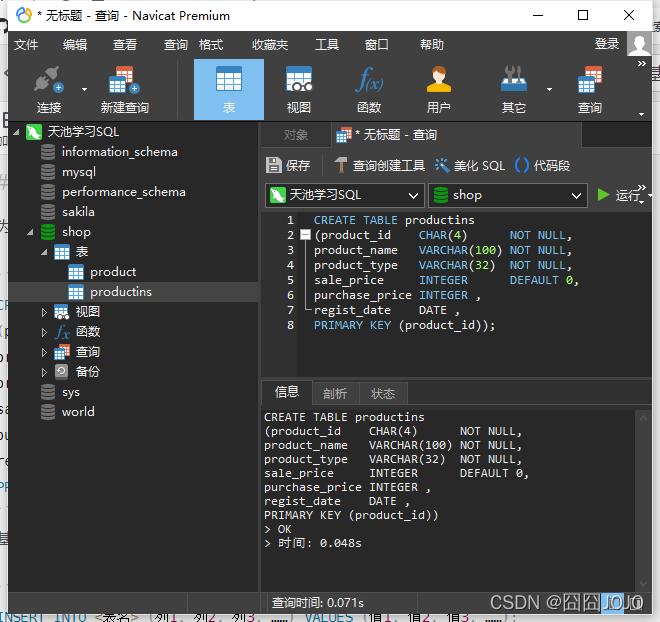 * 无标题 - 查询 - Navicat Premium
文件 编辑 查看 查询 格式 收藏夹 工具 窗口 帮助 登录
连接 新建查询 表 视图 函数 用户 其它 查询
天池学习SQL
information_schema
mysql
performance_schema
sakila
shop
表
product
productins
视图
函数
查询
备份
sys
world
对象 * 无标题 - 查询
保存 查询创建工具 美化 SQL 代码段
天池学习SQL shop 运行
1 CREATE TABLE productins
2 (product_id CHAR(4) NOT NULL,
3 product_name VARCHAR(100) NOT NULL,
4 product_type VARCHAR(32) NOT NULL,
5 sale_price INTEGER DEFAULT 0,
6 purchase_price INTEGER ,
7 regist_date DATE ,
8 PRIMARY KEY (product_id));
信息 剖析 状态
CREATE TABLE productins
(product_id CHAR(4) NOT NULL,
product_name VARCHAR(100) NOT NULL,
product_type VARCHAR(32) NOT NULL,
sale_price INTEGER DEFAULT 0,
purchase_price INTEGER ,
regist_date DATE ,
PRIMARY KEY (product_id))
> OK
> 时间: 0.048s
查询时间: 0.071s
CSDN @囧囧JOJO
INSERT INTO <表名> (列1, 列2, 列3, ……) VALUES (值1, 值2, 值3, ……);